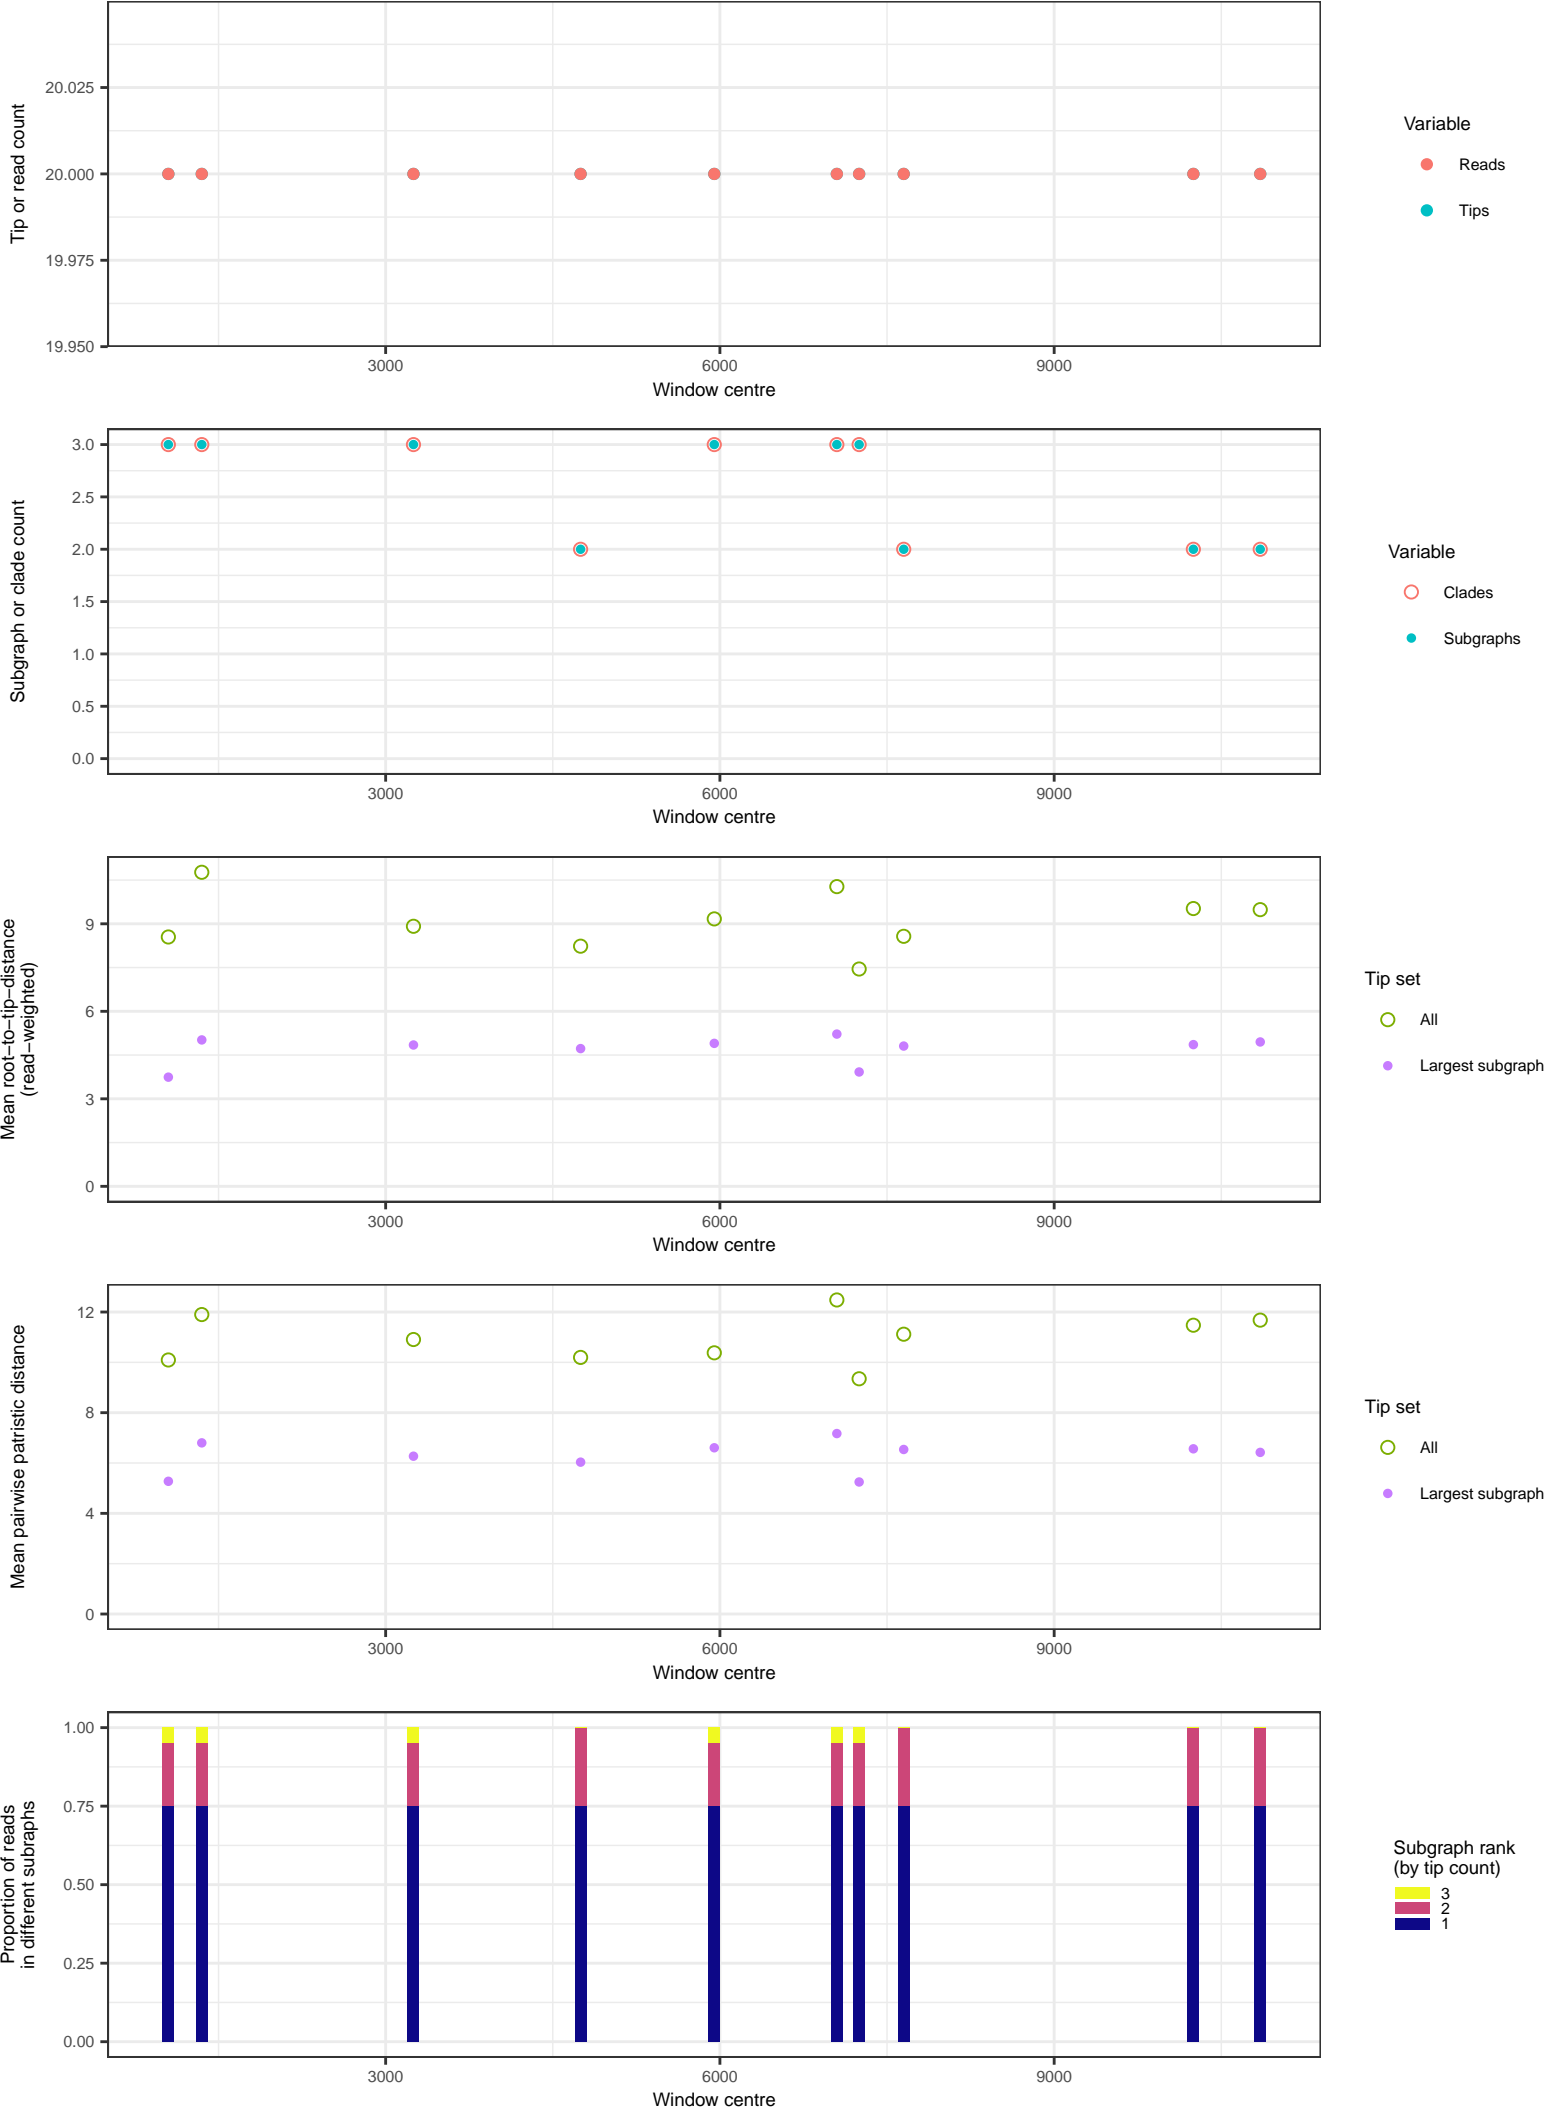 20.025
20.000
19.975
19.950
Tip or read count
3000 6000 9000
Window centre
Variable
Reads
Tips
3.0
2.5
2.0
1.5
1.0
0.5
0.0
Subgraph or clade count
3000 6000 9000
Window centre
Variable
Clades
Subgraphs
9
6
3
0
Mean root−to−tip−distance
(read−weighted)
3000 6000 9000
Window centre
Tip set
All
Largest subgraph
12
8
4
0
Mean pairwise patristic distance
3000 6000 9000
Window centre
Tip set
All
Largest subgraph
1.00
0.75
0.50
0.25
0.00
Proportion of reads
in different subraphs
3000 6000 9000
Window centre
Subgraph rank
(by tip count)
3
2
1